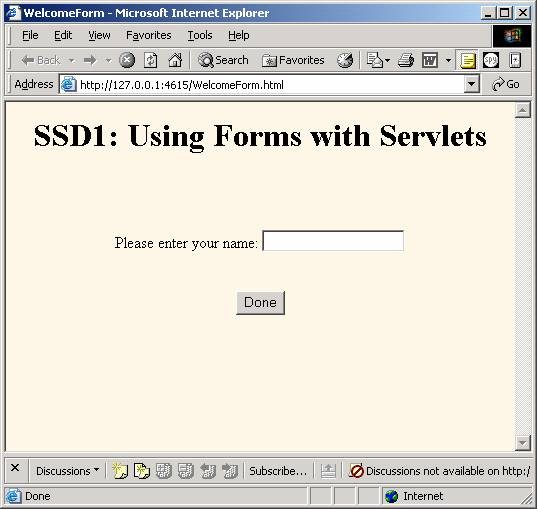 WelcomeForm - Microsoft Internet Explorer
File Edit View Favorites Tools Help
Back Search Favorites
Address http://127.0.0.1:4615/WelcomeForm.html Go
SSD1: Using Forms with Servlets
Please enter your name:
Done
Discussions Subscribe... Discussions not available on http:/
Done Internet